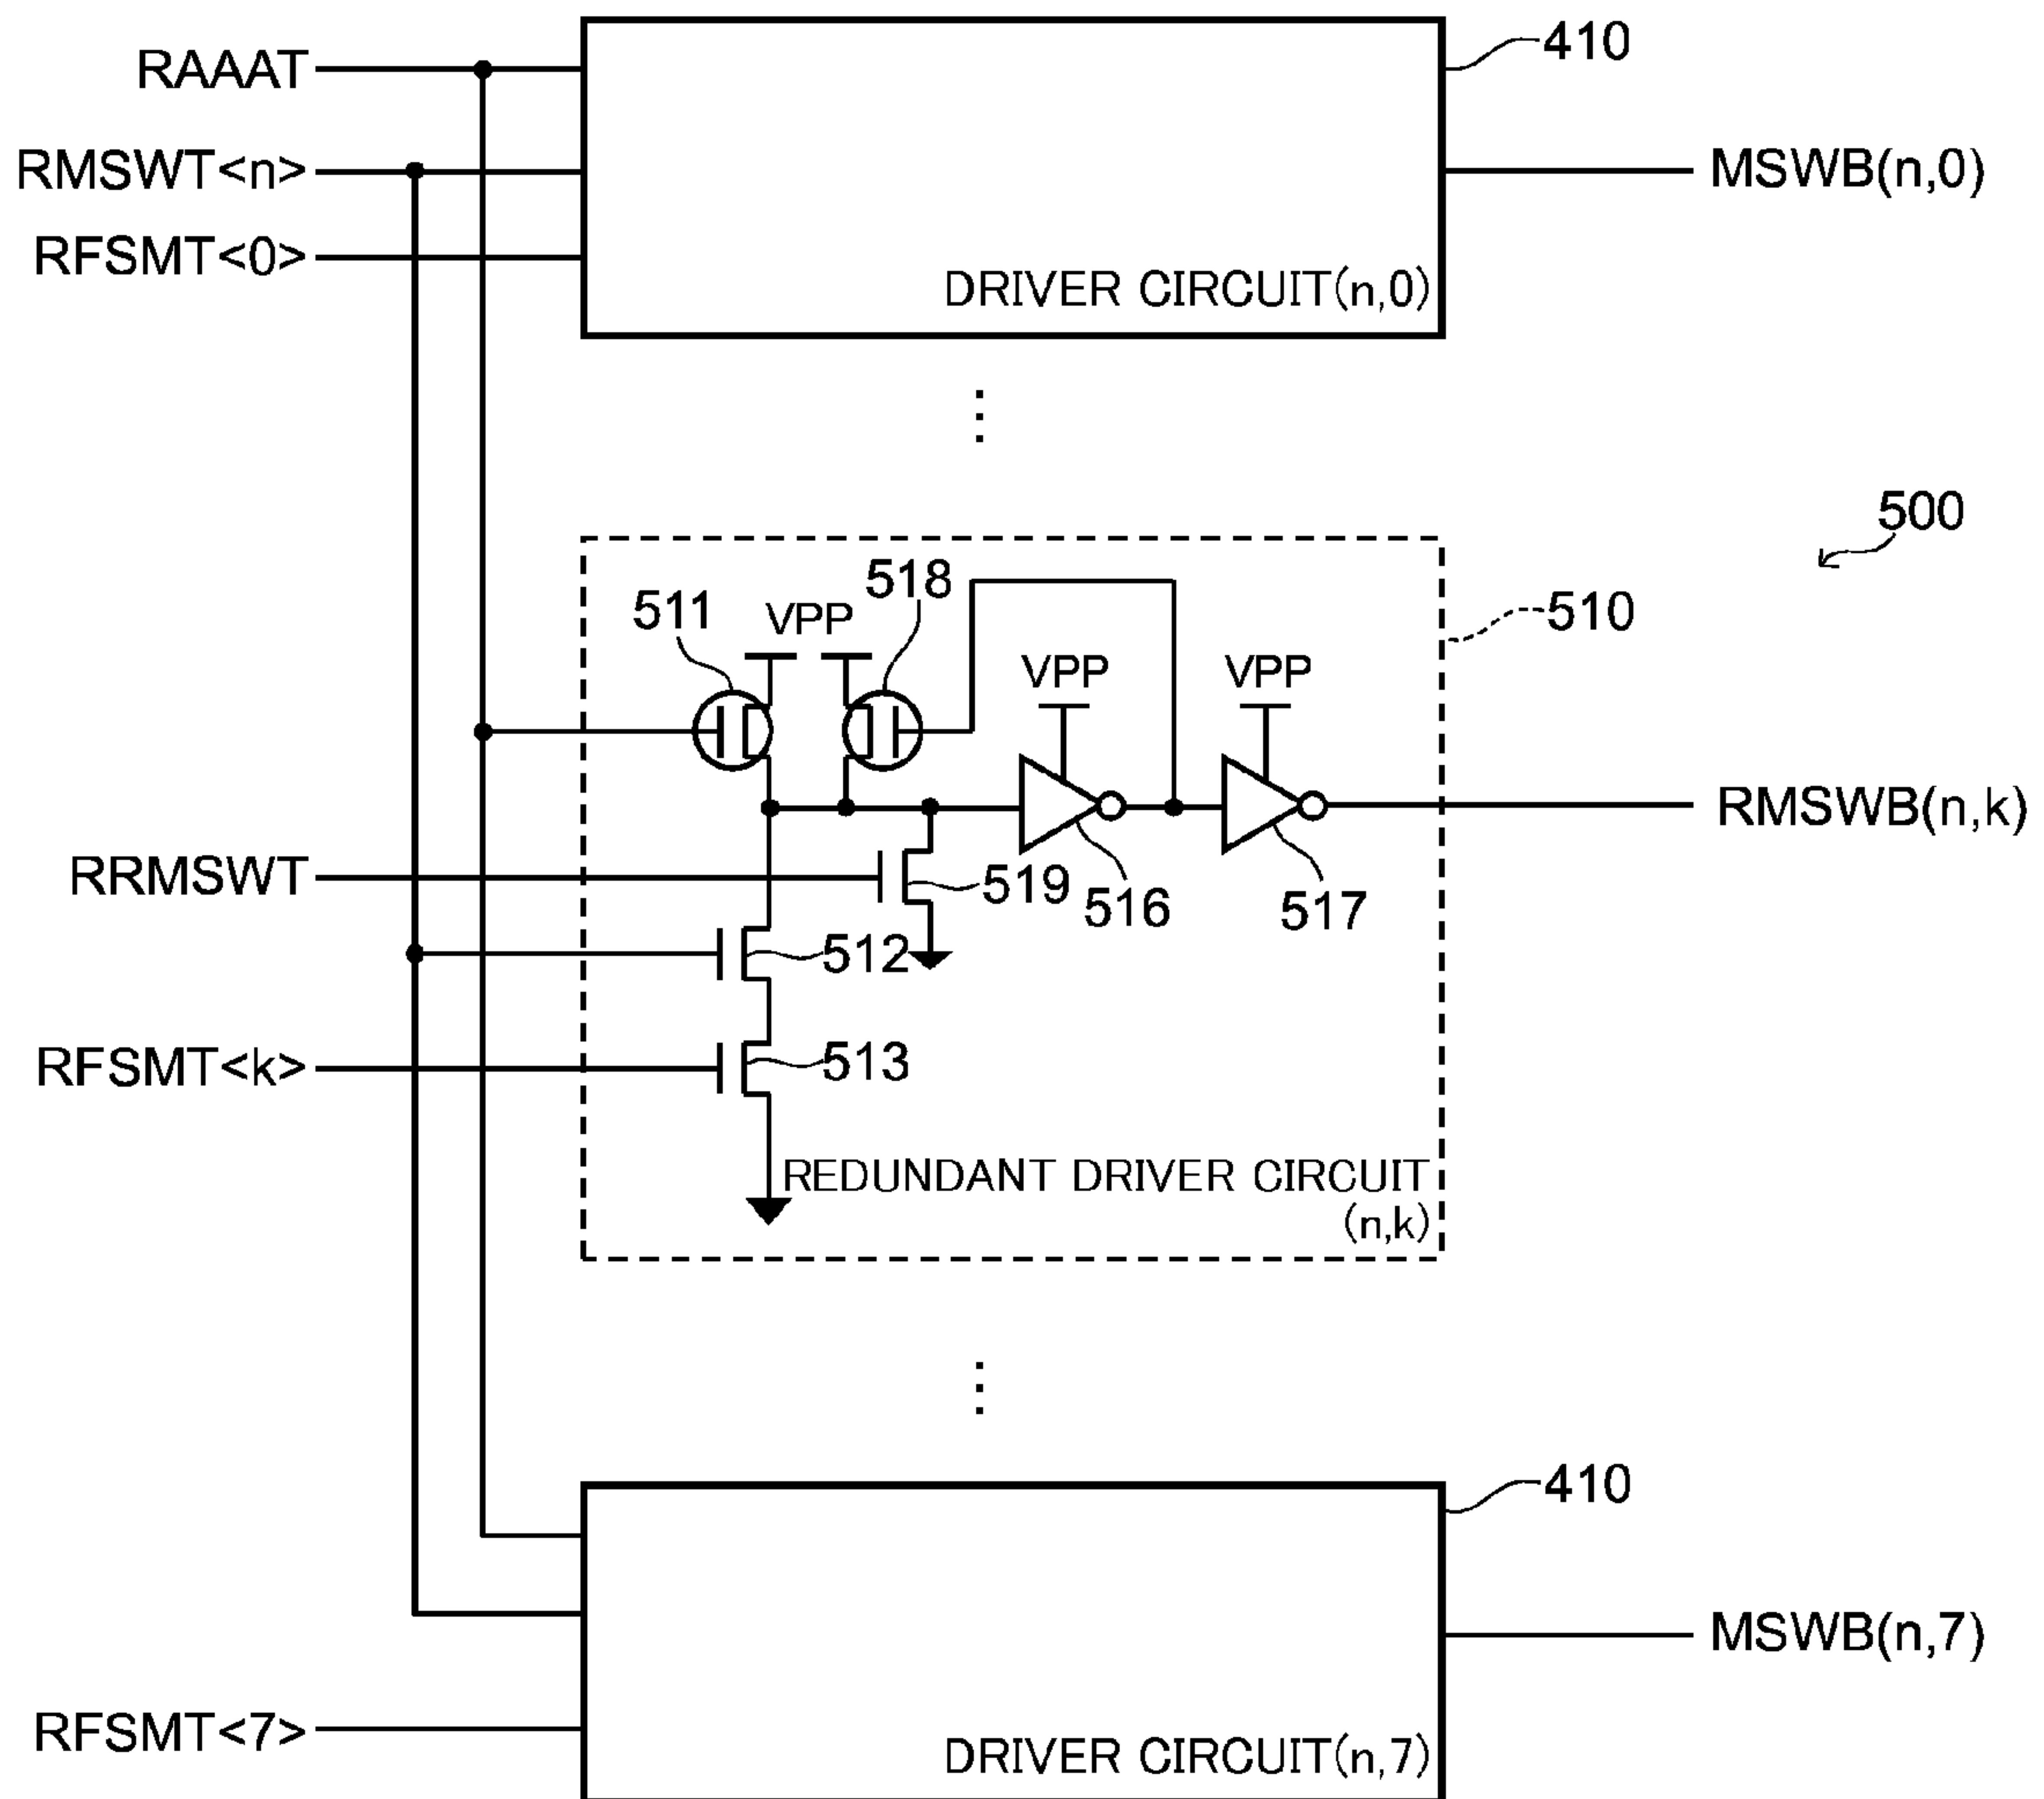 RAAAT
410
RMSWT<n>
MSWB(n,0)
RFSMT<0>
DRIVER CIRCUIT(n,0)
500
518
511
VPP
510
VPP
VPP
RMSWB(n,k)
RRMSWT
519
516
517
512
RFSMT<k>
513
REDUNDANT DRIVER CIRCUIT
(n,k)
410
MSWB(n,7)
RFSMT<7>
DRIVER CIRCUIT(n,7)